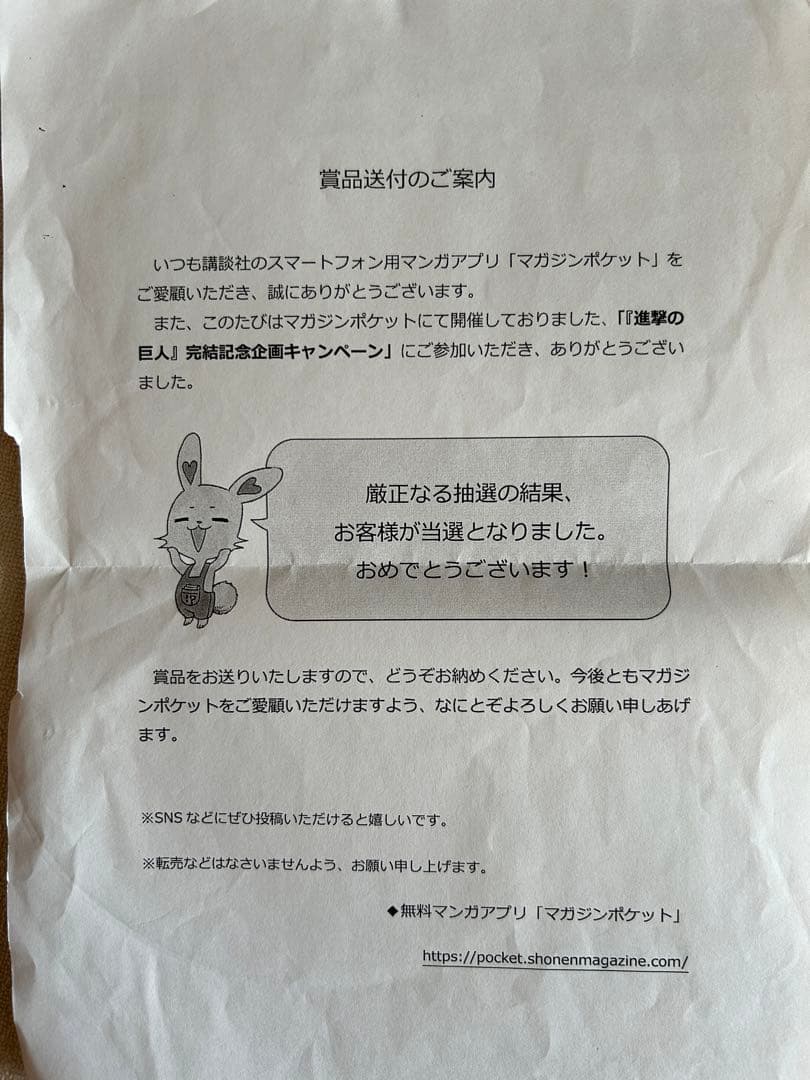 賞品送付のご案内
いつも講談社のスマートフォン用マンガアプリ「マガジンポケット」を
ご愛顧いただき、誠にありがとうございます。
また、このたびはマガジンポケットにて開催しておりました、「『進撃の
巨人』完結記念企画キャンペーン」にご参加いただき、ありがとうござい
ました。
厳正なる抽選の結果、
お客様が当選となりました。
おめでとうございます！
賞品をお送りいたしますので、どうぞお納めください。今後ともマガジ
ンポケットをご愛顧いただけますよう、なにとぞよろしくお願い申しあげ
ます。
※SNS などにぜひ投稿いただけると嬉しいです。
※転売などはなさいませんよう、お願い申し上げます。
◆無料マンガアプリ「マガジンポケット」
https://pocket.shonenmagazine.com/